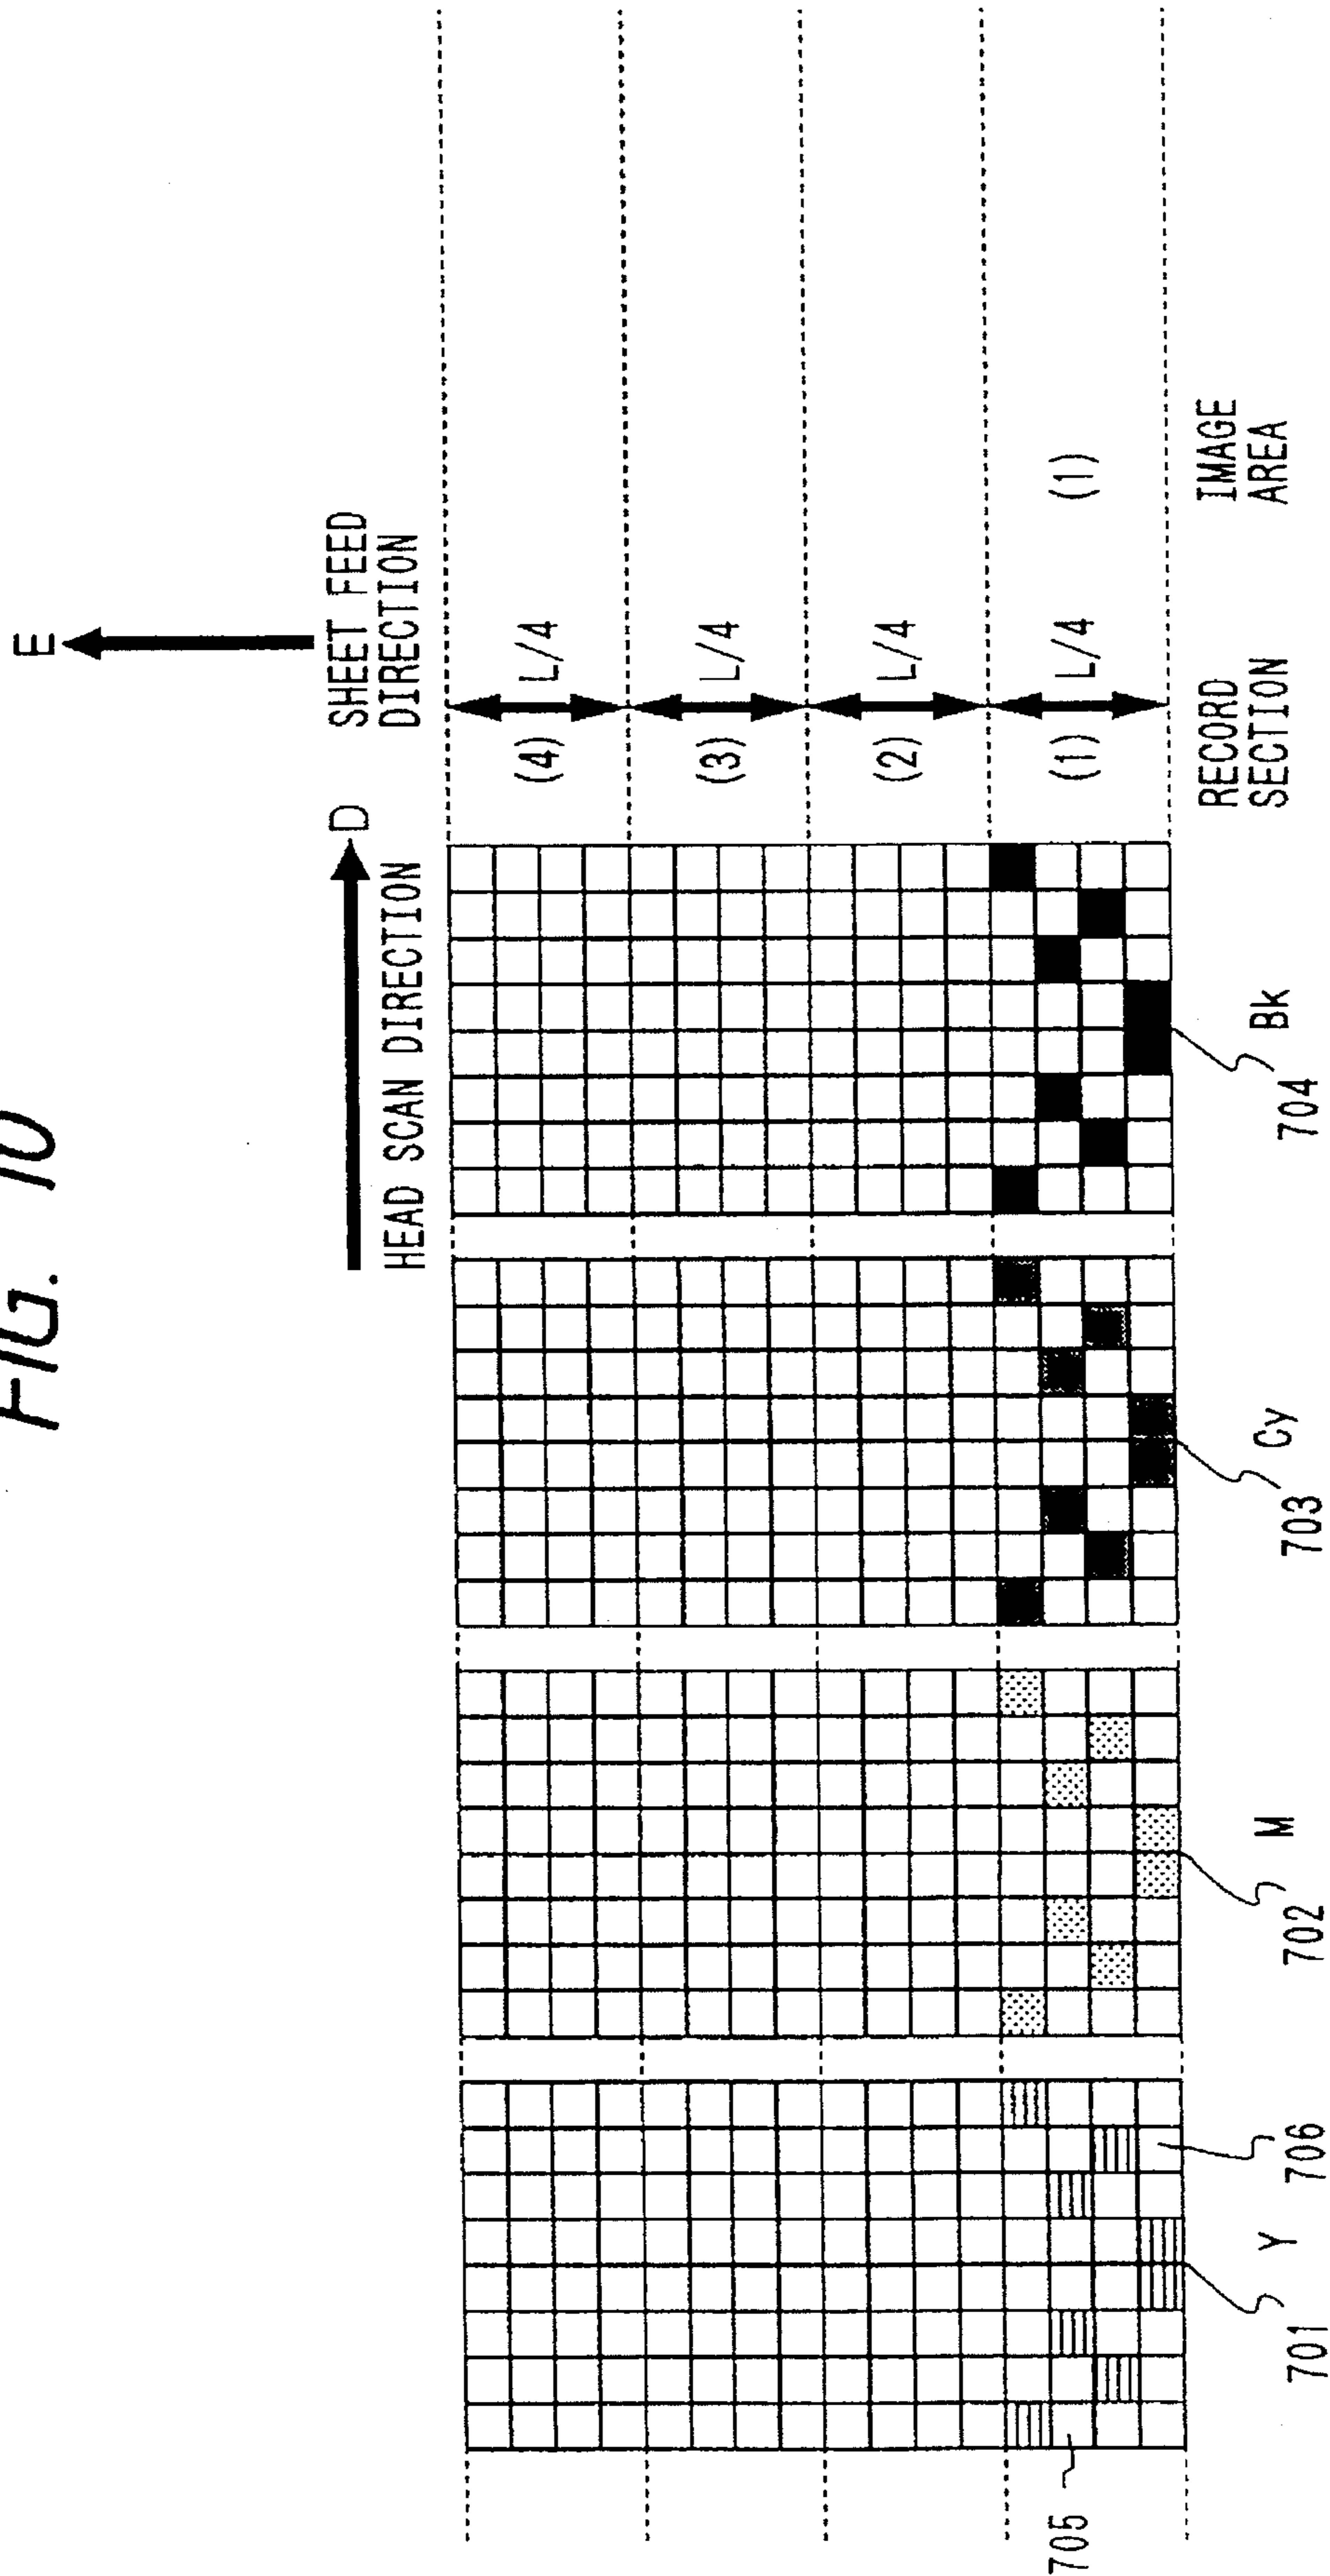 FIG. 10
E
SHEET FEED
DIRECTION
D
HEAD SCAN DIRECTION
(4) L/4
(3) L/4
(2) L/4
(1) L/4 (1)
RECORD
SECTION
IMAGE
AREA
705
701 Y
706
702 M
703 Cy
704 Bk